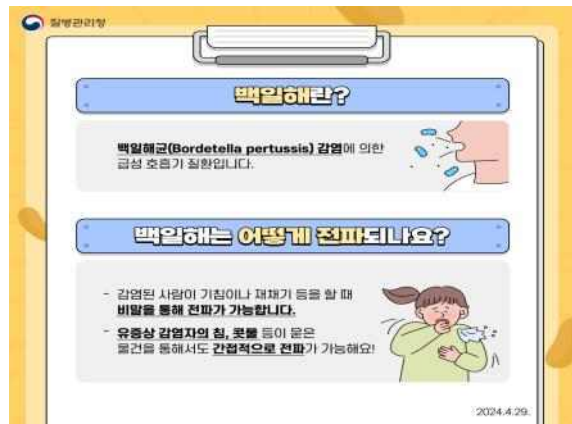 질병관리청
백일해란?
백일해균(Bordetella pertussis) 감염에 의한
급성 호흡기 질환입니다.
백일해는 어떻게 전파되나요?
- 감염된 사람이 기침이나 재채기 등을 할 때
비말을 통해 전파가 가능합니다.
- 유증상 감염자의 침, 콧물 등이 묻은
물건을 통해서도 간접적으로 전파가 가능해요!
2024.4.29.